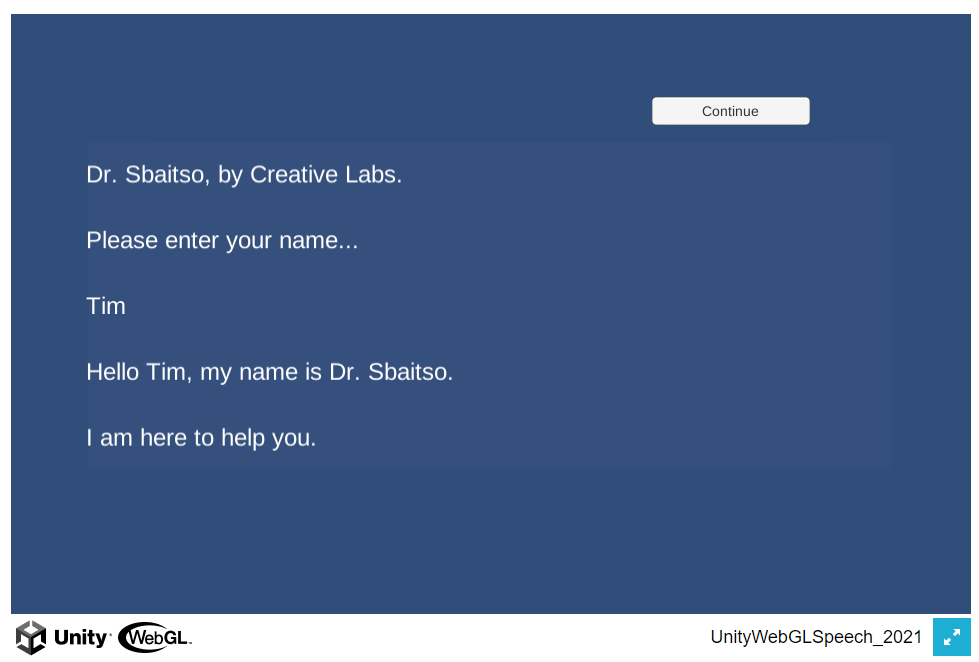 Continue
Dr. Sbaitso, by Creative Labs.
Please enter your name...
Tim
Hello Tim, my name is Dr. Sbaitso.
I am here to help you.
Unity WebGL UnityWebGLSpeech_2021